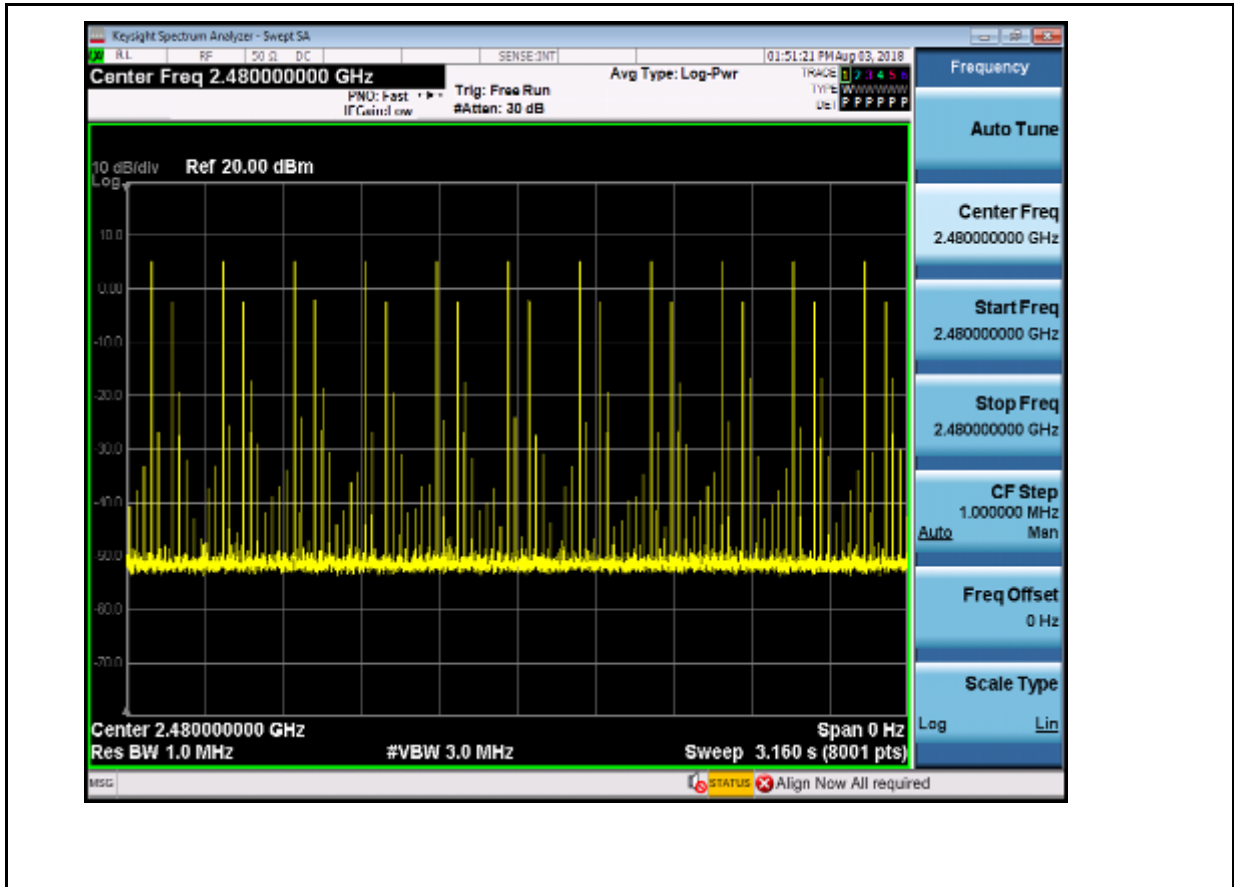 Keysight Spectrum Analyzer - Swept SA
RL RF 50 Ω DC SENSE:INT 01:51:21 PM Aug 03, 2018
Center Freq 2.480000000 GHz
Avg Type: Log-Pwr
TRACE 1 2 3 4 5 6
PNO: Fast Trig: Free Run
TYPE W W W W W W
IFGain:Low #Atten: 30 dB
DET P P P P P P
10 dB/div Ref 20.00 dBm
Log
10.0
0.00
-10.0
-20.0
-30.0
-40.0
-50.0
-60.0
-70.0
Center 2.480000000 GHz Span 0 Hz
Res BW 1.0 MHz #VBW 3.0 MHz Sweep 3.160 s (8001 pts)
MSG STATUS Align Now All required
Frequency
Auto Tune
Center Freq
2.480000000 GHz
Start Freq
2.480000000 GHz
Stop Freq
2.480000000 GHz
CF Step
1.000000 MHz
Auto Man
Freq Offset
0 Hz
Scale Type
Log Lin